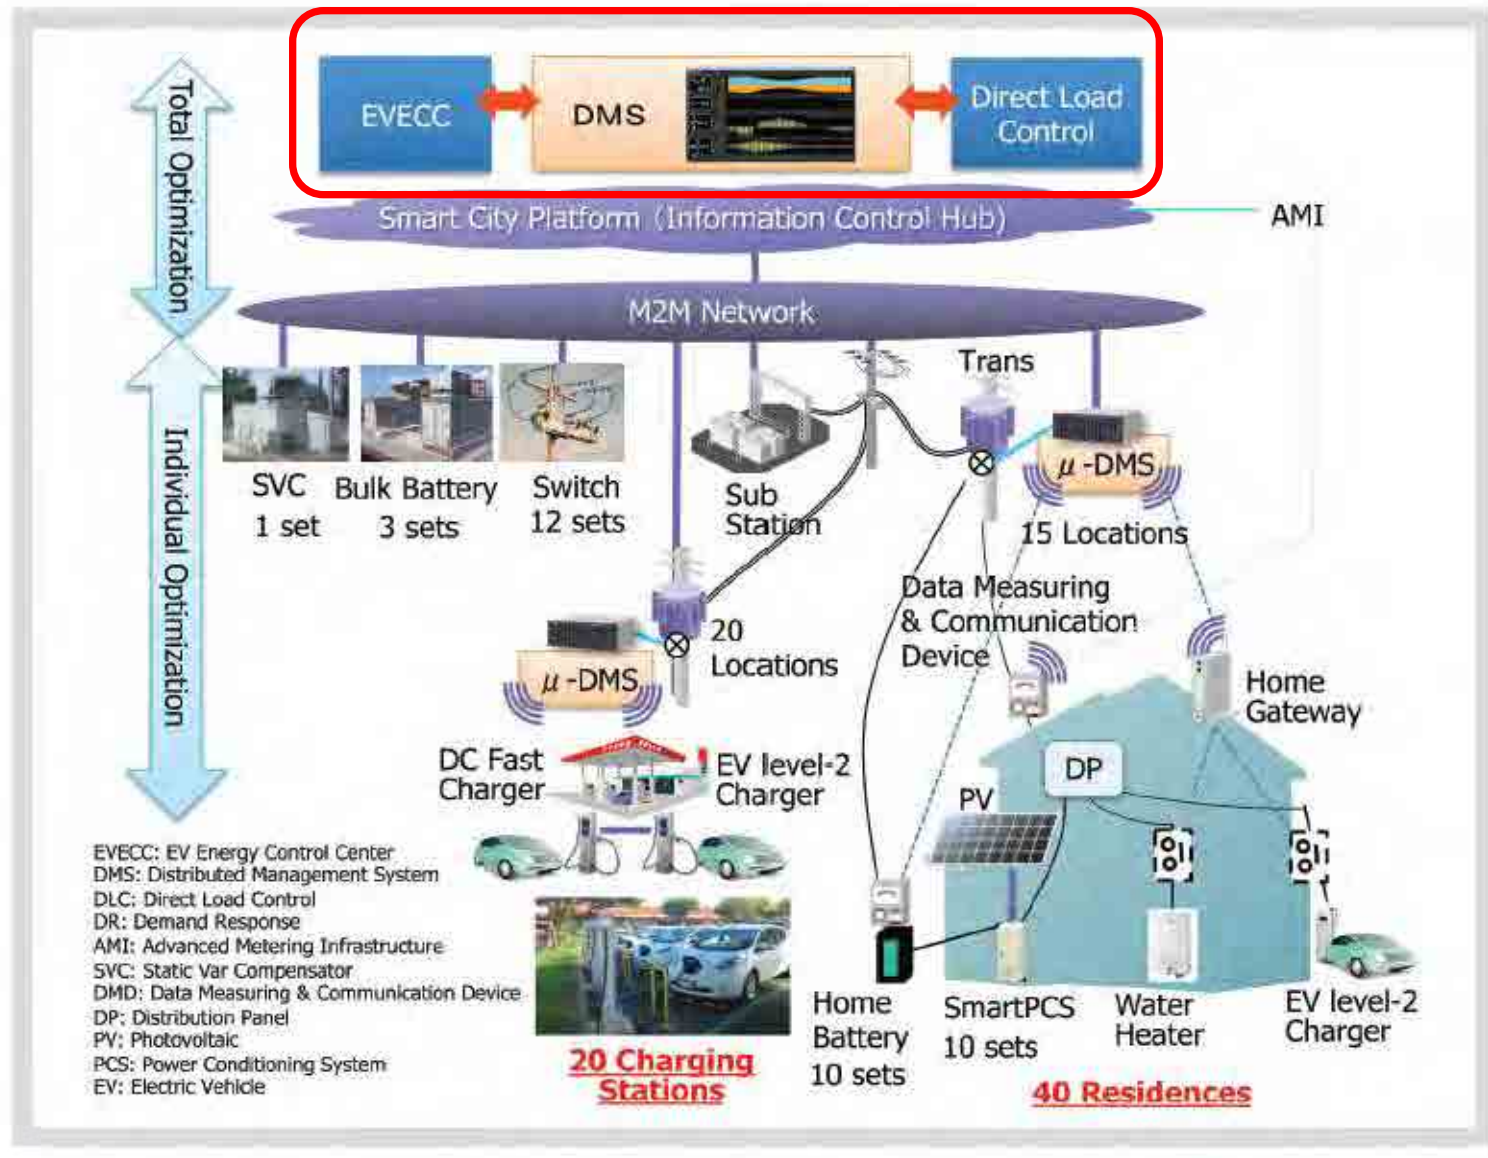 EVECC
DMS
Direct Load
Control
Total Optimization
Smart City Platform (Information Control Hub)
AMI
M2M Network
Individual Optimization
Trans
μ-DMS
SVC
1 set
Bulk Battery
3 sets
Switch
12 sets
Sub
Station
15 Locations
Data Measuring
& Communication
Device
20
Locations
μ-DMS
Home
Gateway
DC Fast
Charger
EV level-2
Charger
DP
PV
EVECC: EV Energy Control Center
DMS: Distributed Management System
DLC: Direct Load Control
DR: Demand Response
AMI: Advanced Metering Infrastructure
SVC: Static Var Compensator
DMD: Data Measuring & Communication Device
DP: Distribution Panel
PV: Photovoltaic
PCS: Power Conditioning System
EV: Electric Vehicle
20 Charging
Stations
Home
Battery
10 sets
SmartPCS
10 sets
Water
Heater
EV level-2
Charger
40 Residences